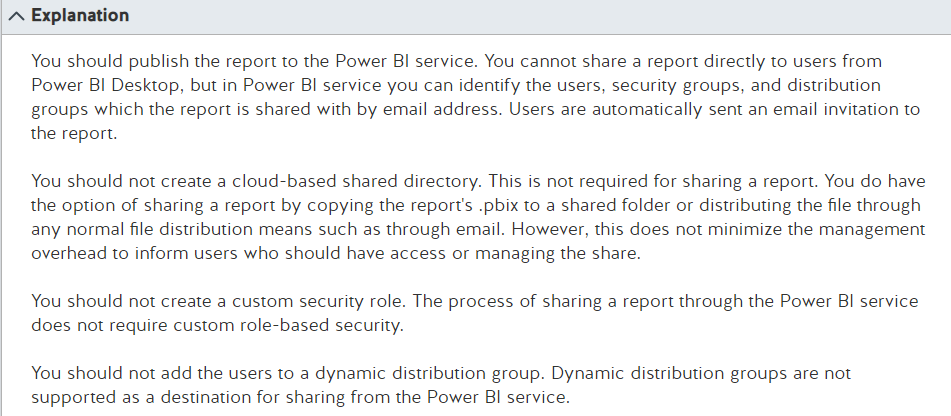 Explanation
You should publish the report to the Power BI service. You cannot share a report directly to users from
Power BI Desktop, but in Power BI service you can identify the users, security groups, and distribution
groups which the report is shared with by email address. Users are automatically sent an email invitation to
the report.
You should not create a cloud-based shared directory. This is not required for sharing a report. You do have
the option of sharing a report by copying the report's .pbix to a shared folder or distributing the file through
any normal file distribution means such as through email. However, this does not minimize the management
overhead to inform users who should have access or managing the share.
You should not create a custom security role. The process of sharing a report through the Power BI service
does not require custom role-based security.
You should not add the users to a dynamic distribution group. Dynamic distribution groups are not
supported as a destination for sharing from the Power BI service.